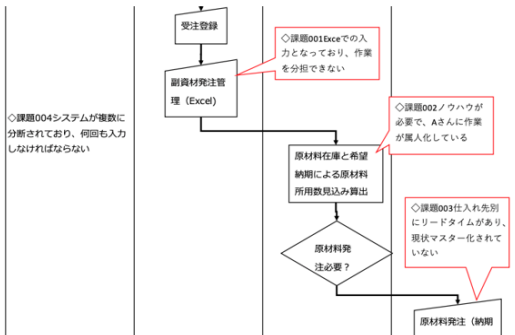 受注登録
◇課題001Exceでの入
力となっており、作業
を分担できない
副資材発注管
理（Excel)
◇課題004システムが複数に
分断されており、何回も入力
しなければならない
◇課題002ノウハウが
必要で、Aさんに作業
が属人化している
原材料在庫と希望
納期による原材料
所用数見込み算出
◇課題003仕入れ先別
にリードタイムがあり、
現状マスター化されて
いない
原材料発
注必要？
原材料発注（納期